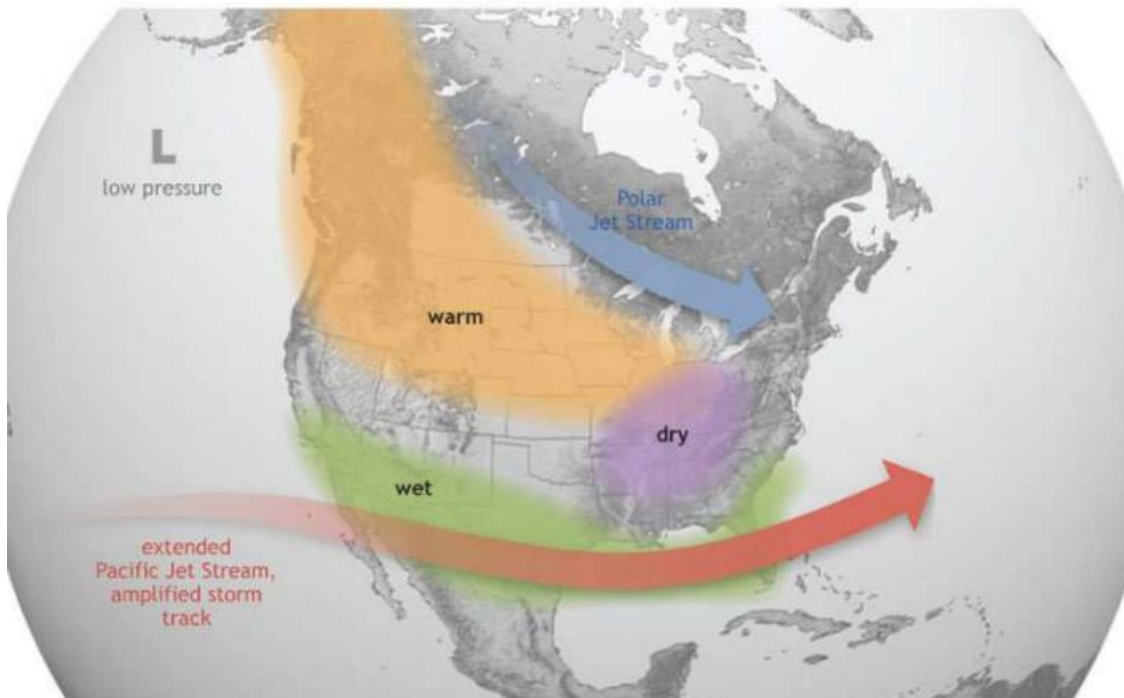 L
low pressure
Polar
Jet Stream
warm
dry
wet
extended
Pacific Jet Stream,
amplified storm
track